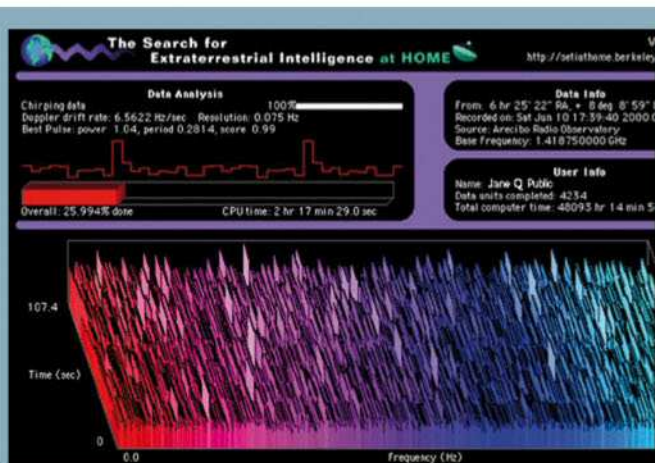 The Search for
Extraterrestrial Intelligence at HOME
http://setiathome.berkeley
Data Analysis
Chirping data 100%
Doppler drift rate: 6.5622 Hz/sec Resolution: 0.075 Hz
Best Pulse: power 1.04, period 0.2814, score 0.99
Overall: 25.994% done CPU time: 2 hr 17 min 29.0 sec
Data Info
From: 6 hr 25' 22" RA, + 8 deg 8' 59"
Recorded on: Sat Jun 10 17:39:40 2000
Source: Arecibo Radio Observatory
Base Frequency: 1.418750000 GHz
User Info
Name: Jane Q Public
Data units completed: 4234
Total computer time: 48093 hr 14 min
107.4
Time (sec)
0
0.0 frequency (Hz)